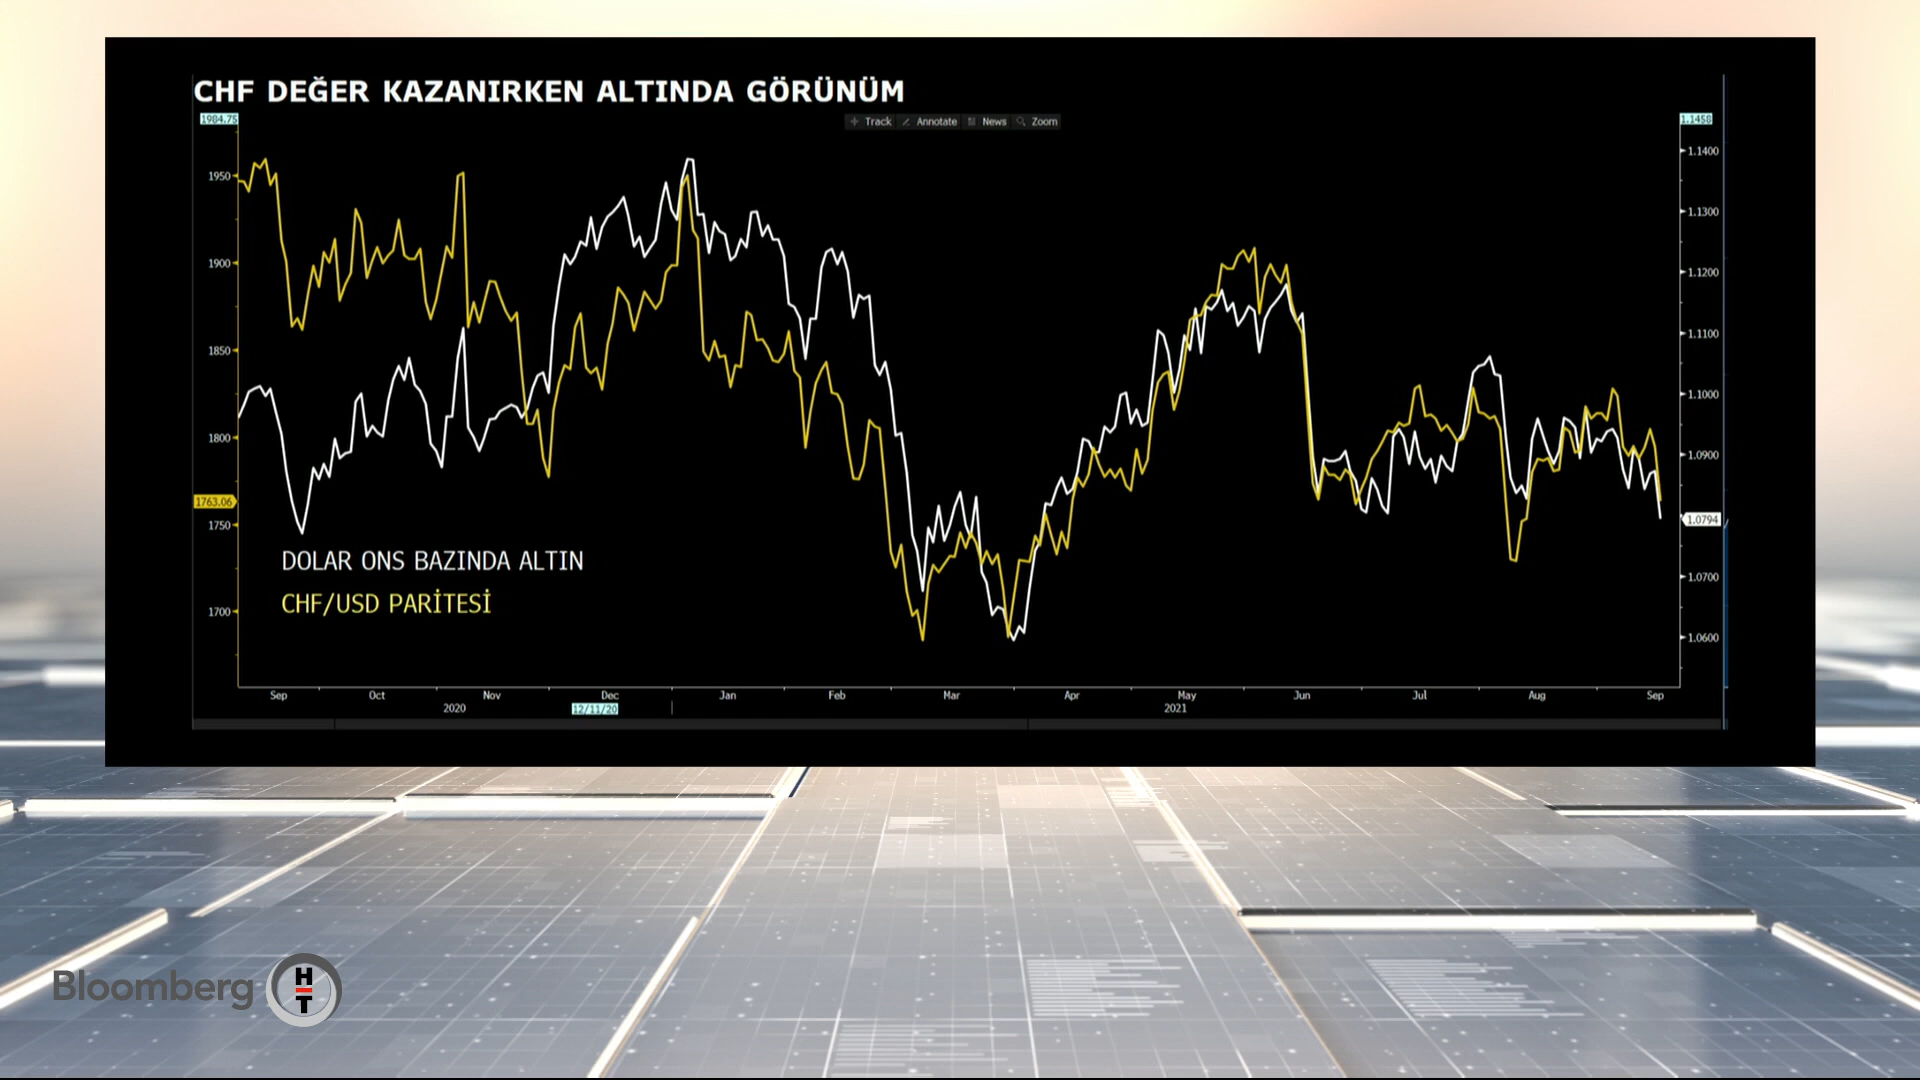 CHF DEĞER KAZANIRKEN ALTINDA GÖRÜNÜM
1984.75
Track Annotate News Zoom
1.1458
1950
1900
1850
1800
1763.06
1750
1700
1.1400
1.1300
1.1200
1.1100
1.1000
1.0900
1.0794
1.0700
1.0600
DOLAR ONS BAZINDA ALTIN
CHF/USD PARİTESİ
Sep Oct Nov Dec Jan Feb Mar Apr May Jun Jul Aug Sep
2020 12/11/20 2021
Bloomberg HT